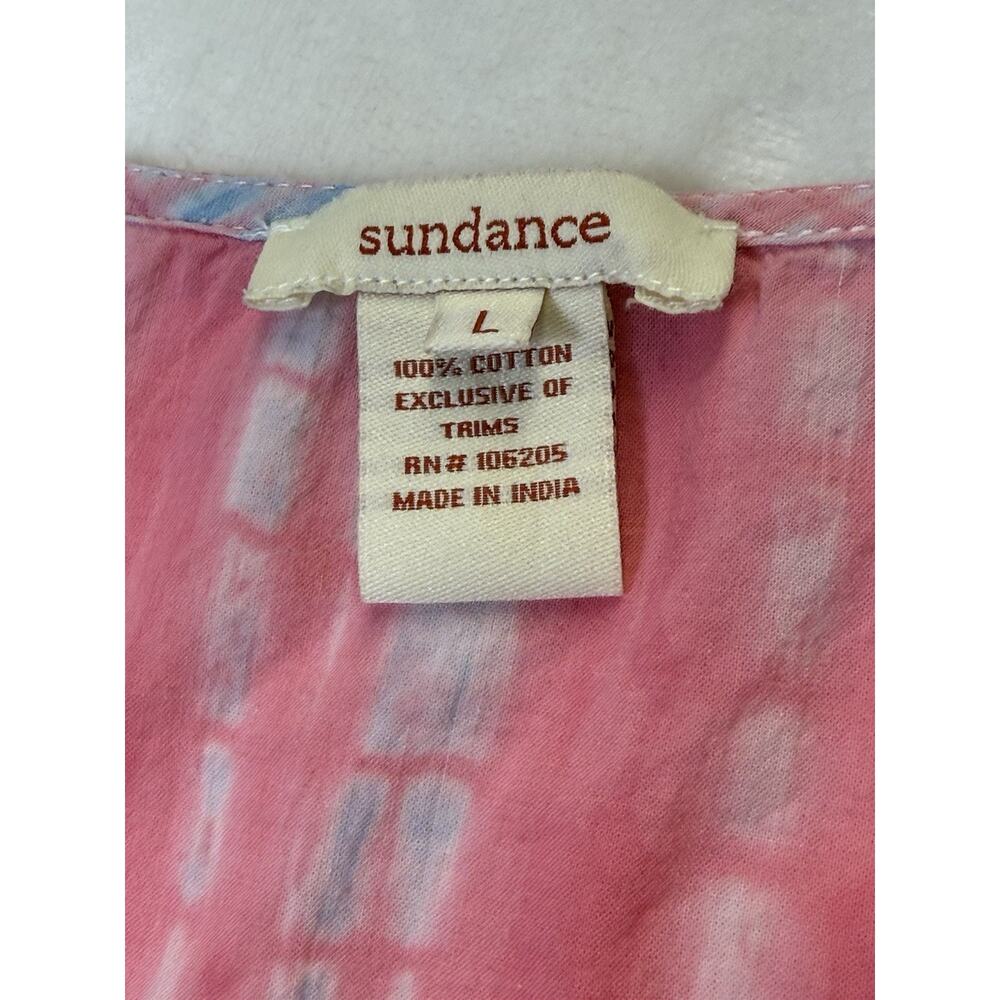 sundance
L
100% COTTON
EXCLUSIVE OF
TRIMS
RN# 106205
MADE IN INDIA